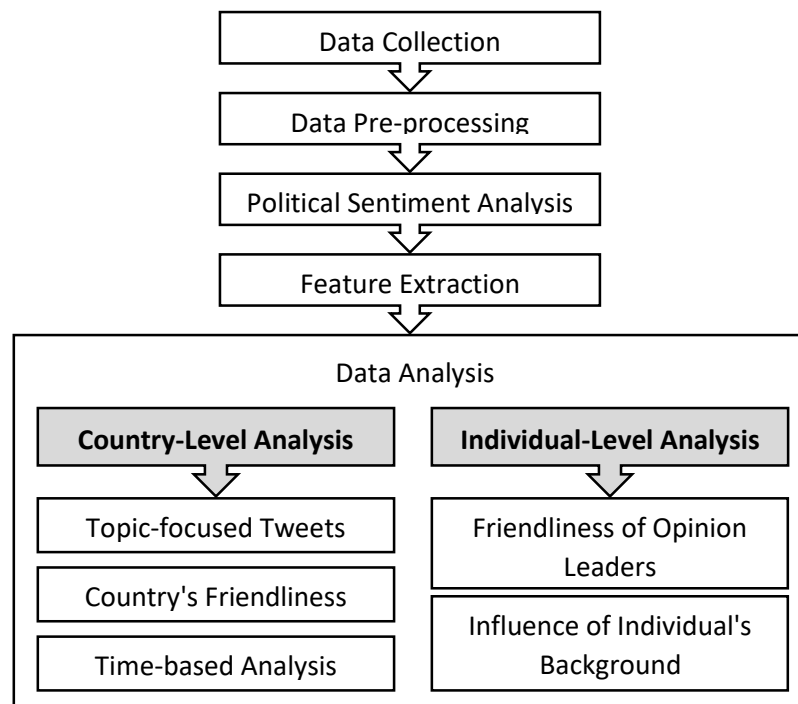 Data Collection
Data Pre-processing
Political Sentiment Analysis
Feature Extraction
Data Analysis
Country-Level Analysis
Topic-focused Tweets
Country's Friendliness
Time-based Analysis
Individual-Level Analysis
Friendliness of Opinion
Leaders
Influence of Individual's
Background